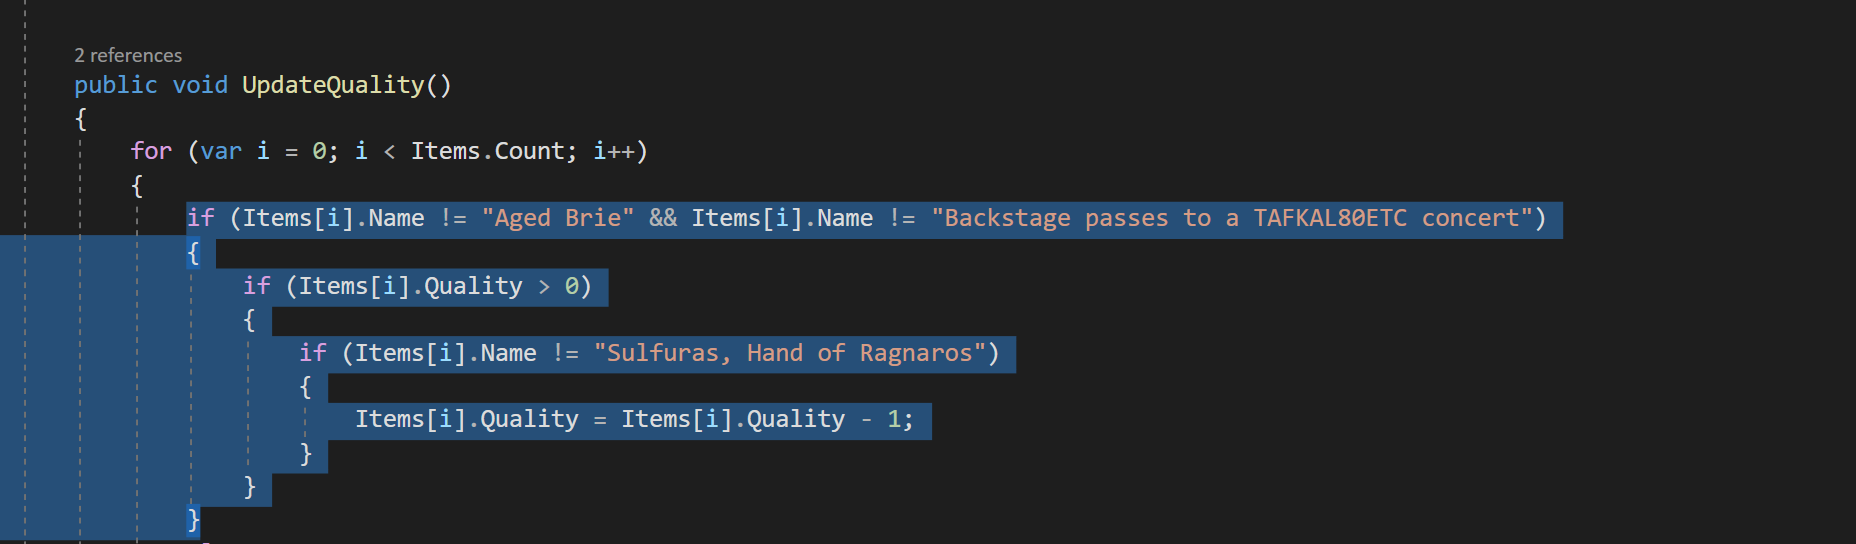 2 references
public void UpdateQuality()
{
for (var i = 0; i < Items.Count; i++)
{
if (Items[i].Name != "Aged Brie" && Items[i].Name != "Backstage passes to a TAFKAL80ETC concert")
{
if (Items[i].Quality > 0)
{
if (Items[i].Name != "Sulfuras, Hand of Ragnaros")
{
Items[i].Quality = Items[i].Quality - 1;
}
}
}